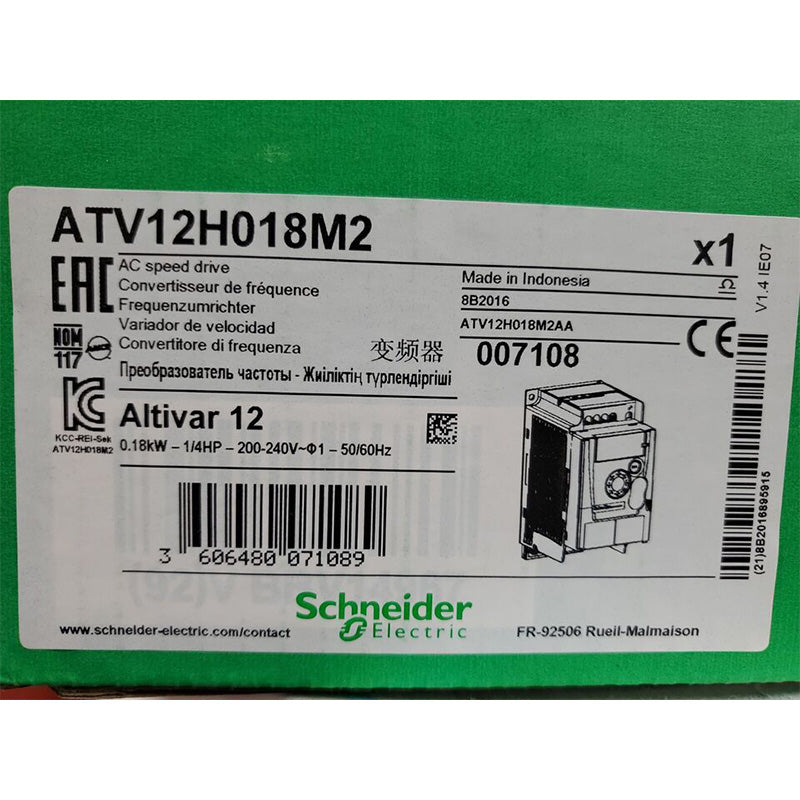 ATV12H018M2
x1
EAC
AC speed drive
Convertisseur de fréquence
Frequenzumrichter
Variador de velocidad
Convertitore di frequenza
变频器
Преобразователь частоты - Жиіліктің түрлендіргіші
NOM
117
KCC-REI-Sek
ATV12H018M2
Made in Indonesia
8B2016
ATV12H018M2AA
007108
CE
V1.4 IE07
Altivar 12
0.18kW – 1/4HP – 200-240V~Φ1 – 50/60Hz
3 606480 071089
(21)8B2016895915
Schneider
Electric
www.schneider-electric.com/contact
FR-92506 Rueil-Malmaison